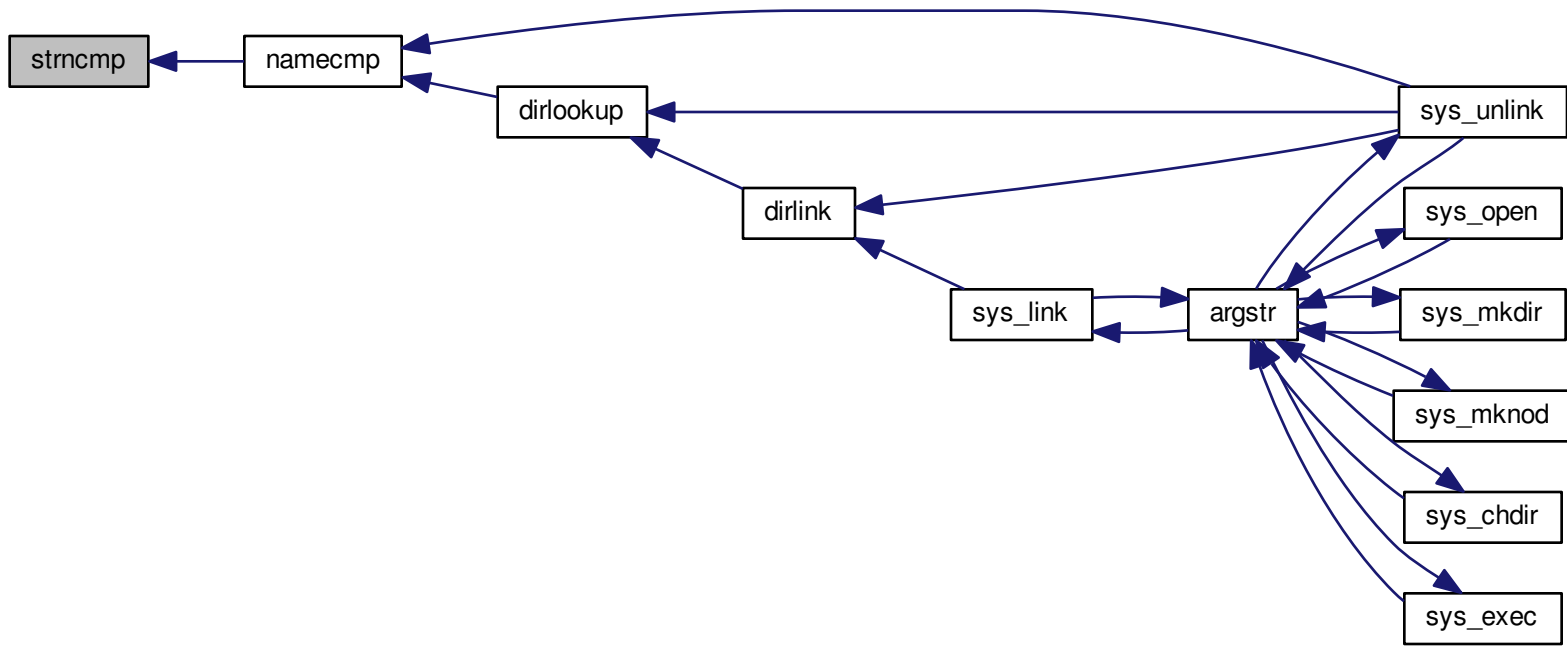 strncmp
namecmp
dirlookup
sys_unlink
dirlink
sys_open
sys_link
argstr
sys_mkdir
sys_mknod
sys_chdir
sys_exec